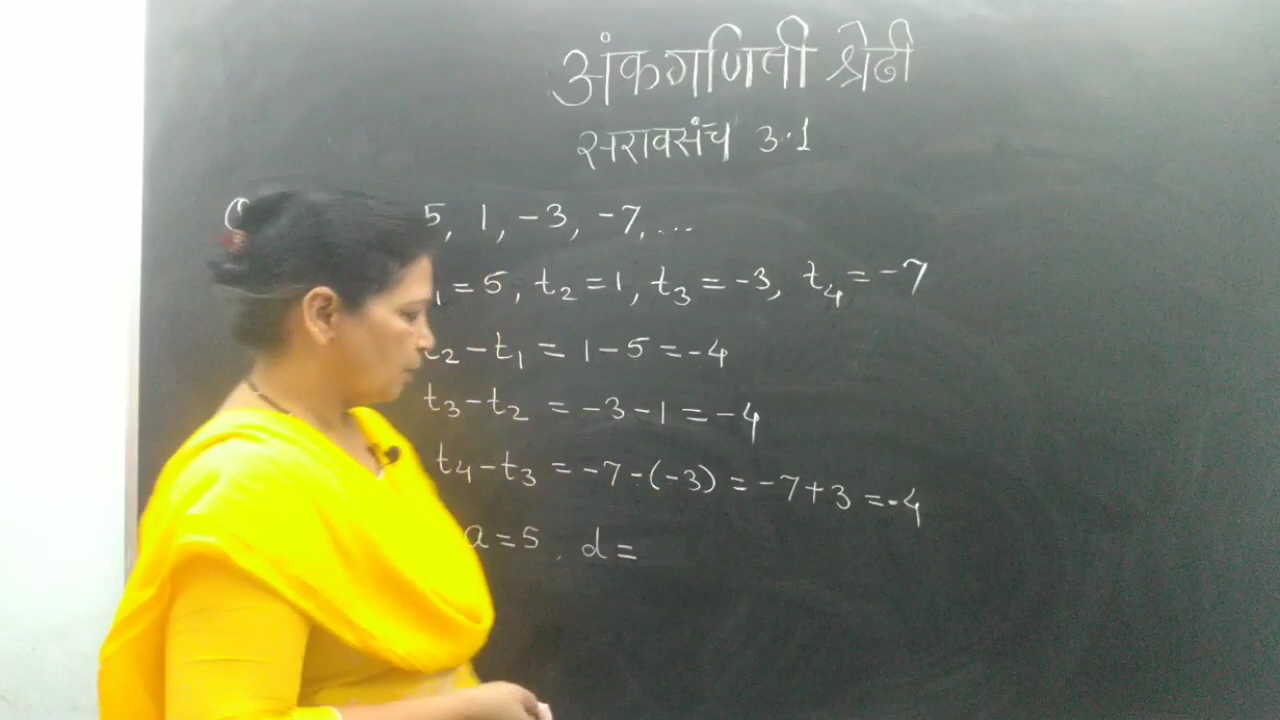 अंकगणिती श्रेढी
सरावसंच 3.1
5, 1, -3, -7, ...
₁ = 5, t₂ = 1, t₃ = -3, t₄ = -7
t₂ - t₁ = 1 - 5 = -4
t₃ - t₂ = -3 - 1 = -4
t₄ - t₃ = -7 - (-3) = -7 + 3 = -4
a = 5, d =